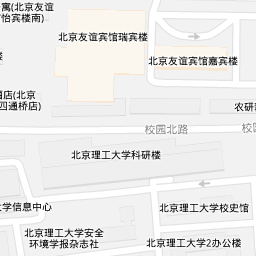 寓(北京友谊
怡宾楼南)
北京友谊宾馆瑞宾楼
北京友谊宾馆嘉宾楼
酒店(北京
四通桥店)
农研
校园北路
校园
北京理工大学科研楼
大学信息中心
北京理工大学校史馆
北京理工大学安全
环境学报杂志社
北京理工大学2办公楼